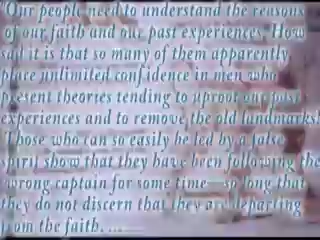 "Our people need to understand the reasons
of our faith and our past experiences. How
sad it is that so many of them apparently
place unlimited confidence in men who
present theories tending to uproot our past
experiences and to remove the old landmarks!
Those who can so easily be led by a false
spirit show that they have been following the
wrong captain for some time—so long that
they do not discern that they are departing
from the faith, .....